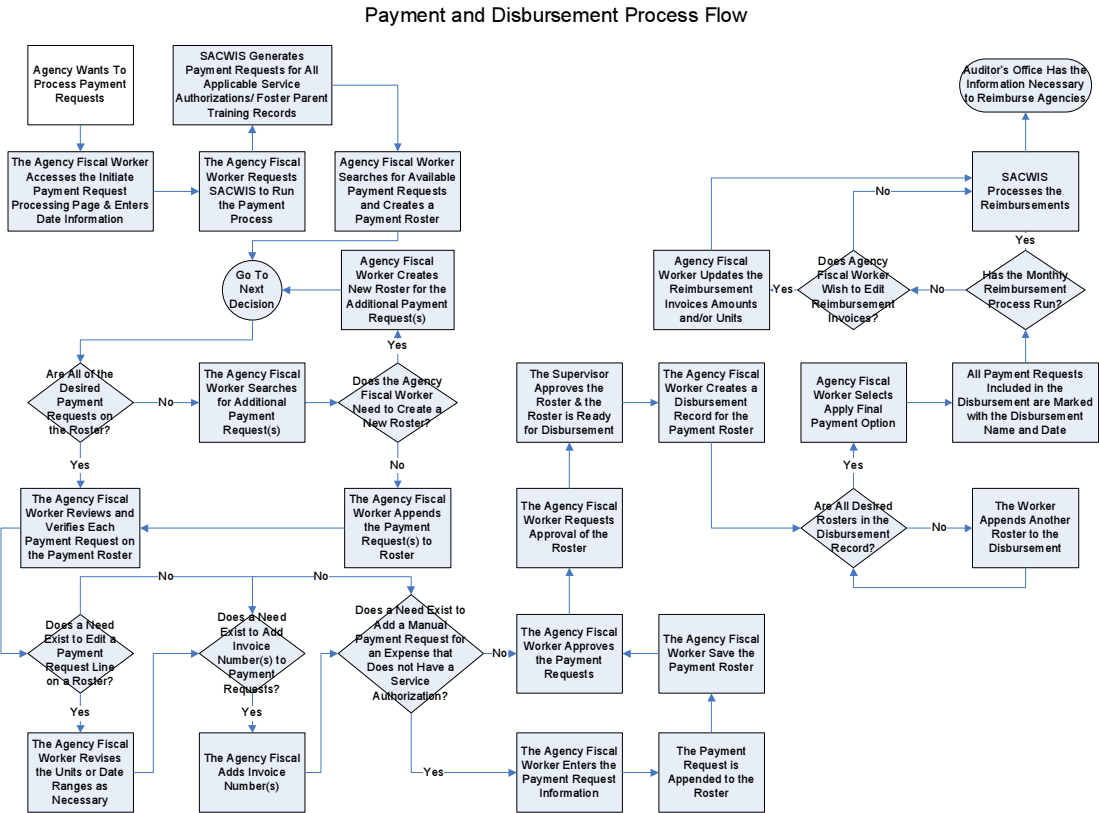 Payment and Disbursement Process Flow
Agency Wants To
Process Payment
Requests
SACWIS Generates
Payment Requests for All
Applicable Service
Authorizations/ Foster Parent
Training Records
Auditor's Office Has the
Information Necessary
to Reimburse Agencies
The Agency Fiscal Worker
Accesses the Initiate
Payment Request
Processing Page & Enters
Date Information
The Agency Fiscal
Worker Requests
SACWIS to Run
the Payment
Process
Agency Fiscal Worker
Searches for Available
Payment Requests
and Creates a
Payment Roster
SACWIS
Processes the
Reimbursements
No
Yes
Go To
Next
Decision
Agency Fiscal
Worker Creates
New Roster for the
Additional Payment
Request(s)
Agency Fiscal
Worker Updates the
Reimbursement
Invoices Amounts
and/or Units
Yes
Does Agency
Fiscal Worker
Wish to Edit
Reimbursement
Invoices?
No
Has the Monthly
Reimbursement
Process Run?
Yes
Are All of the
Desired
Payment
Requests on
the Roster?
No
The Agency Fiscal
Worker Searches
for Additional
Payment
Request(s)
Does the Agency
Fiscal Worker
Need to Create a
New Roster?
The Supervisor
Approves the
Roster & the
Roster is Ready
for Disbursement
The Agency Fiscal
Worker Creates a
Disbursement
Record for the
Payment Roster
Agency Fiscal
Worker Selects
Apply Final
Payment Option
All Payment Requests
Included in the
Disbursement are Marked
with the Disbursement
Name and Date
Yes
No
Yes
The Agency Fiscal
Worker Reviews and
Verifies Each
Payment Request on
the Payment Roster
The Agency Fiscal
Worker Appends
the Payment
Request(s) to
Roster
The Agency Fiscal
Worker Requests
Approval of the
Roster
Are All Desired
Rosters in the
Disbursement
Record?
No
The Worker
Appends Another
Roster to the
Disbursement
No
No
Does a Need
Exist to Edit a
Payment
Request Line
on a Roster?
Does a Need
Exist to Add
Invoice
Number(s) to
Payment
Requests?
Does a Need Exist to
Add a Manual
Payment Request for
an Expense that
Does not Have a
Service
Authorization?
No
The Agency Fiscal
Worker Approves
the Payment
Requests
The Agency Fiscal
Worker Save the
Payment Roster
Yes
Yes
The Agency Fiscal
Worker Revises
the Units or Date
Ranges as
Necessary
The Agency Fiscal
Adds Invoice
Number(s)
Yes
The Agency Fiscal
Worker Enters the
Payment Request
Information
The Payment
Request is
Appended to the
Roster